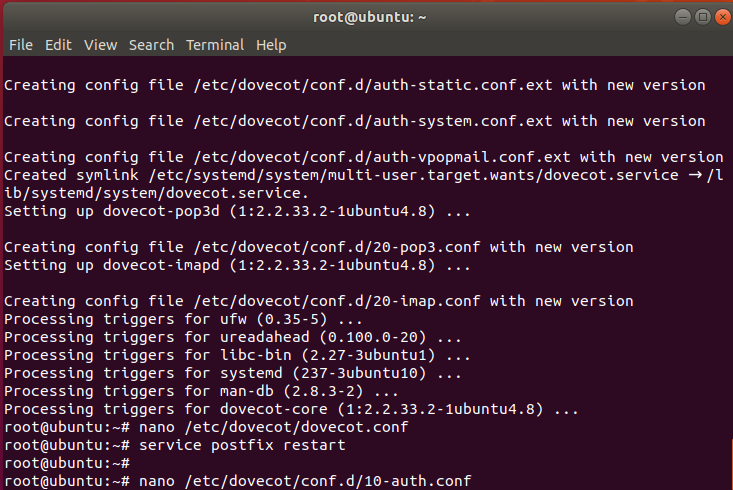 root@ubuntu: ~
File Edit View Search Terminal Help
Creating config file /etc/dovecot/conf.d/auth-static.conf.ext with new version
Creating config file /etc/dovecot/conf.d/auth-system.conf.ext with new version
Creating config file /etc/dovecot/conf.d/auth-vpopmail.conf.ext with new version
Created symlink /etc/systemd/system/multi-user.target.wants/dovecot.service → /l
ib/systemd/system/dovecot.service.
Setting up dovecot-pop3d (1:2.2.33.2-1ubuntu4.8) ...
Creating config file /etc/dovecot/conf.d/20-pop3.conf with new version
Setting up dovecot-imapd (1:2.2.33.2-1ubuntu4.8) ...
Creating config file /etc/dovecot/conf.d/20-imap.conf with new version
Processing triggers for ufw (0.35-5) ...
Processing triggers for ureadahead (0.100.0-20) ...
Processing triggers for libc-bin (2.27-3ubuntu1) ...
Processing triggers for systemd (237-3ubuntu10) ...
Processing triggers for man-db (2.8.3-2) ...
Processing triggers for dovecot-core (1:2.2.33.2-1ubuntu4.8) ...
root@ubuntu:~# nano /etc/dovecot/dovecot.conf
root@ubuntu:~# service postfix restart
root@ubuntu:~#
root@ubuntu:~# nano /etc/dovecot/conf.d/10-auth.conf